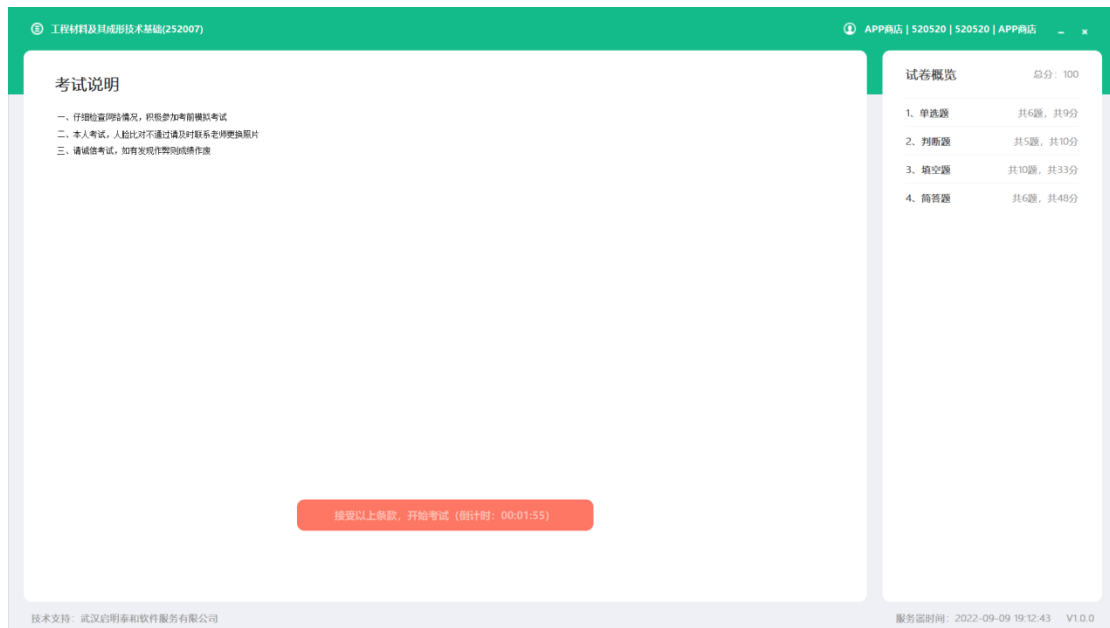 工程材料及其成形技术基础(252007)
APP商店 | 520520 | 520520 | APP商店
考试说明
一、仔细检查网络情况，积极参加考前模拟考试
二、本人考试，人脸比对不通过请及时联系老师更换照片
三、请诚信考试，如有发现作弊则成绩作废
接受以上条款，开始考试（倒计时：00:01:55）
试卷概览 总分：100
1、单选题 共6题，共9分
2、判断题 共5题，共10分
3、填空题 共10题，共33分
4、简答题 共6题，共48分
技术支持：武汉启明泰和软件服务有限公司
服务器时间：2022-09-09 19:12:43 V1.0.0